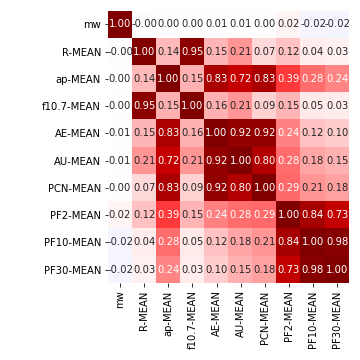 mw 1.00 -0.00 0.00 0.00 0.01 0.01 0.00 0.02 -0.02 -0.02
R-MEAN -0.00 1.00 0.14 0.95 0.15 0.21 0.07 0.12 0.04 0.03
ap-MEAN 0.00 0.14 1.00 0.15 0.83 0.72 0.83 0.39 0.28 0.24
f10.7-MEAN 0.00 0.95 0.15 1.00 0.16 0.21 0.09 0.15 0.05 0.03
AE-MEAN 0.01 0.15 0.83 0.16 1.00 0.92 0.92 0.24 0.12 0.10
AU-MEAN 0.01 0.21 0.72 0.21 0.92 1.00 0.80 0.28 0.18 0.15
PCN-MEAN 0.00 0.07 0.83 0.09 0.92 0.80 1.00 0.29 0.21 0.18
PF2-MEAN 0.02 0.12 0.39 0.15 0.24 0.28 0.29 1.00 0.84 0.73
PF10-MEAN -0.02 0.04 0.28 0.05 0.12 0.18 0.21 0.84 1.00 0.98
PF30-MEAN -0.02 0.03 0.24 0.03 0.10 0.15 0.18 0.73 0.98 1.00
mw
R-MEAN
ap-MEAN
f10.7-MEAN
AE-MEAN
AU-MEAN
PCN-MEAN
PF2-MEAN
PF10-MEAN
PF30-MEAN